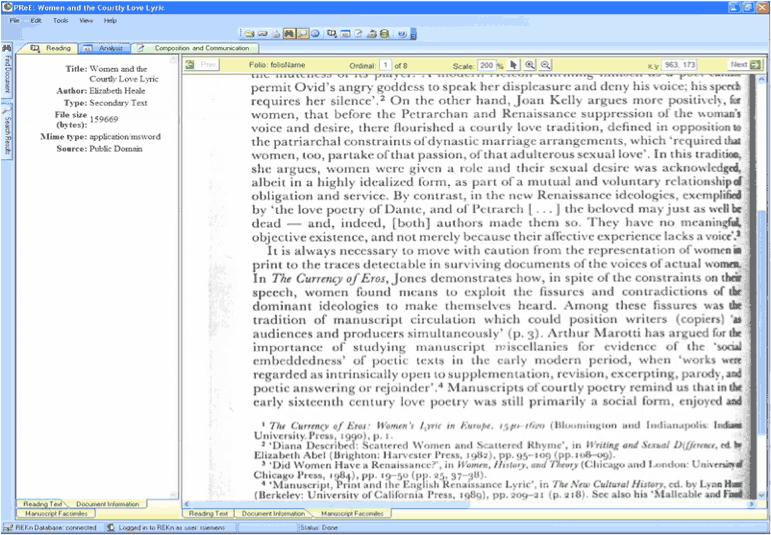 PReE: Women and the Courtly Love Lyric
File Edit Tools View Help
Reading Analysis Composition and Communication
Find Document
Search Results
Title: Women and the
Courtly Love Lyric
Author: Elizabeth Heale
Type: Secondary Text
File size
(bytes): 159669
Mime type: application/msword
Source: Public Domain
Prev Folio: folioName Ordinal: 1 of 8 Scale: 200 % x,y: 963, 173 Next
permit Ovid's angry goddess to speak her displeasure and deny his voice; his speech
requires her silence'.² On the other hand, Joan Kelly argues more positively, for
women, that before the Petrarchan and Renaissance suppression of the woman's
voice and desire, there flourished a courtly love tradition, defined in opposition to
the patriarchal constraints of dynastic marriage arrangements, which 'required that
women, too, partake of that passion, of that adulterous sexual love'. In this tradition,
she argues, women were given a role and their sexual desire was acknowledged,
albeit in a highly idealized form, as part of a mutual and voluntary relationship of
obligation and service. By contrast, in the new Renaissance ideologies, exemplified
by 'the love poetry of Dante, and of Petrarch [ . . . ] the beloved may just as well be
dead — and, indeed, [both] authors made them so. They have no meaningful,
objective existence, and not merely because their affective experience lacks a voice'.³
It is always necessary to move with caution from the representation of women in
print to the traces detectable in surviving documents of the voices of actual women.
In The Currency of Eros, Jones demonstrates how, in spite of the constraints on their
speech, women found means to exploit the fissures and contradictions of the
dominant ideologies to make themselves heard. Among these fissures was the
tradition of manuscript circulation which could position writers (copiers) 'as
audiences and producers simultaneously' (p. 3). Arthur Marotti has argued for the
importance of studying manuscript miscellanies for evidence of the 'social
embeddedness' of poetic texts in the early modern period, when 'works were
regarded as intrinsically open to supplementation, revision, excerpting, parody, and
poetic answering or rejoinder'.⁴ Manuscripts of courtly poetry remind us that in the
early sixteenth century love poetry was still primarily a social form, enjoyed and
¹ The Currency of Eros: Women's Lyric in Europe, 1540–1620 (Bloomington and Indianapolis: Indiana
University Press, 1990), p. 1.
² 'Diana Described: Scattered Women and Scattered Rhyme', in Writing and Sexual Difference, ed. by
Elizabeth Abel (Brighton: Harvester Press, 1982), pp. 95–109 (pp. 108–09).
³ 'Did Women Have a Renaissance?', in Women, History, and Theory (Chicago and London: University of
Chicago Press, 1984), pp. 19–50 (pp. 25, 37–38).
⁴ 'Manuscript, Print and the English Renaissance Lyric', in The New Cultural History, ed. by Lynn Hunt
(Berkeley: University of California Press, 1989), pp. 209–21 (p. 218). See also his 'Malleable and Fixed
Reading Text Document Information
Manuscript Facsimiles
Reading Text Document Information Manuscript Facsimiles
REKn Database: connected Logged in to REKn as user: rsiemens Status: Done